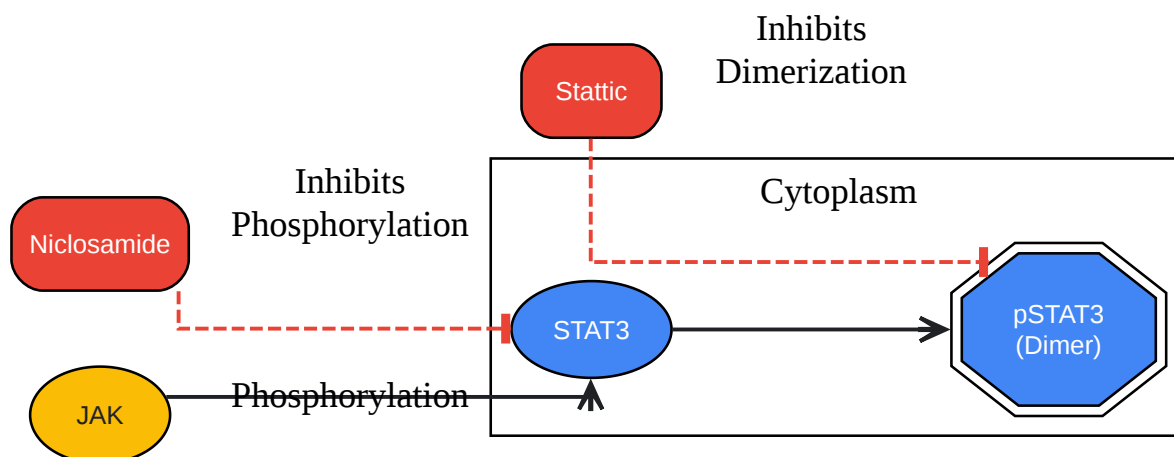 Inhibits
Dimerization
Stattic
Cytoplasm
Inhibits
Phosphorylation
Niclosamide
STAT3
pSTAT3
(Dimer)
Phosphorylation
JAK